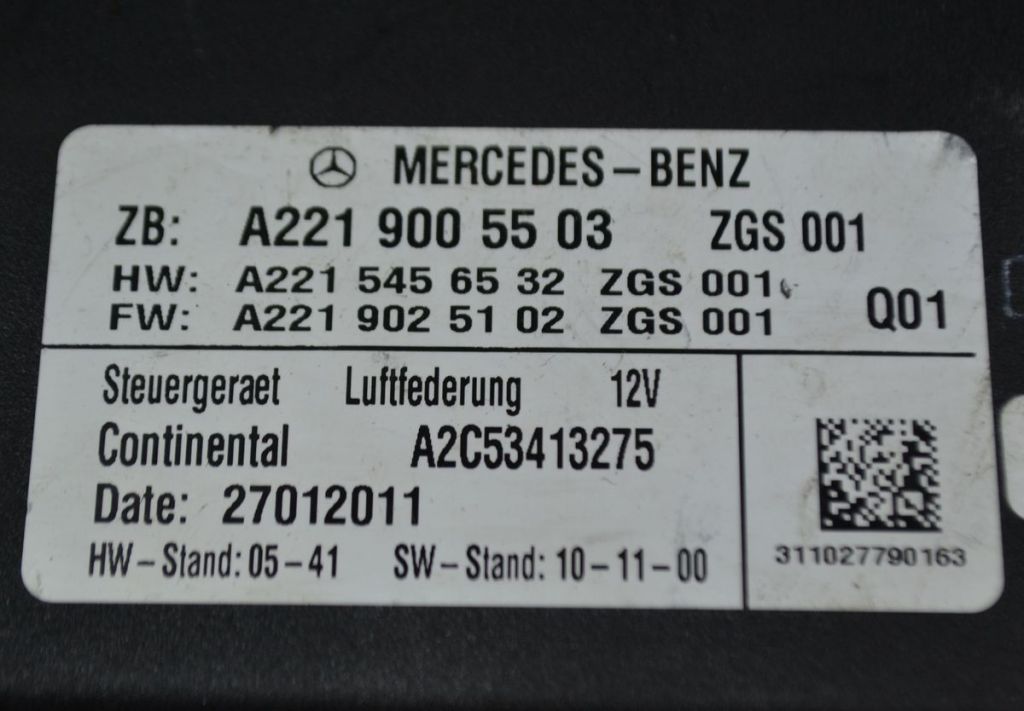 MERCEDES-BENZ
ZB: A221 900 55 03 ZGS 001
HW: A221 545 65 32 ZGS 001
FW: A221 902 51 02 ZGS 001 Q01
Steuergeraet Luftfederung 12V
Continental A2C53413275
Date: 27012011
HW-Stand: 05-41 SW-Stand: 10-11-00
311027790163